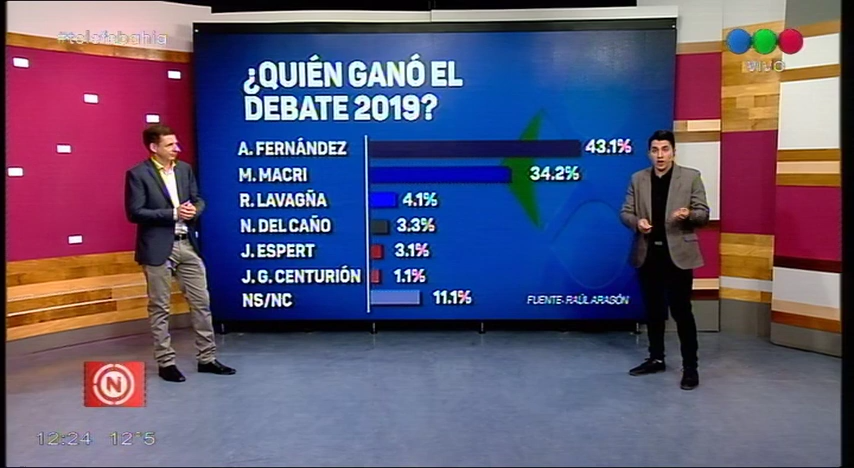 #telefebahia
VIVO
¿QUIÉN GANÓ EL
DEBATE 2019?
A. FERNÁNDEZ 43.1%
M. MACRI 34.2%
R. LAVAGÑA 4.1%
N. DEL CAÑO 3.3%
J. ESPERT 3.1%
J. G. CENTURIÓN 1.1%
NS/NC 11.1%
FUENTE- RAÚL ARAGÓN
N
12:24 12°5